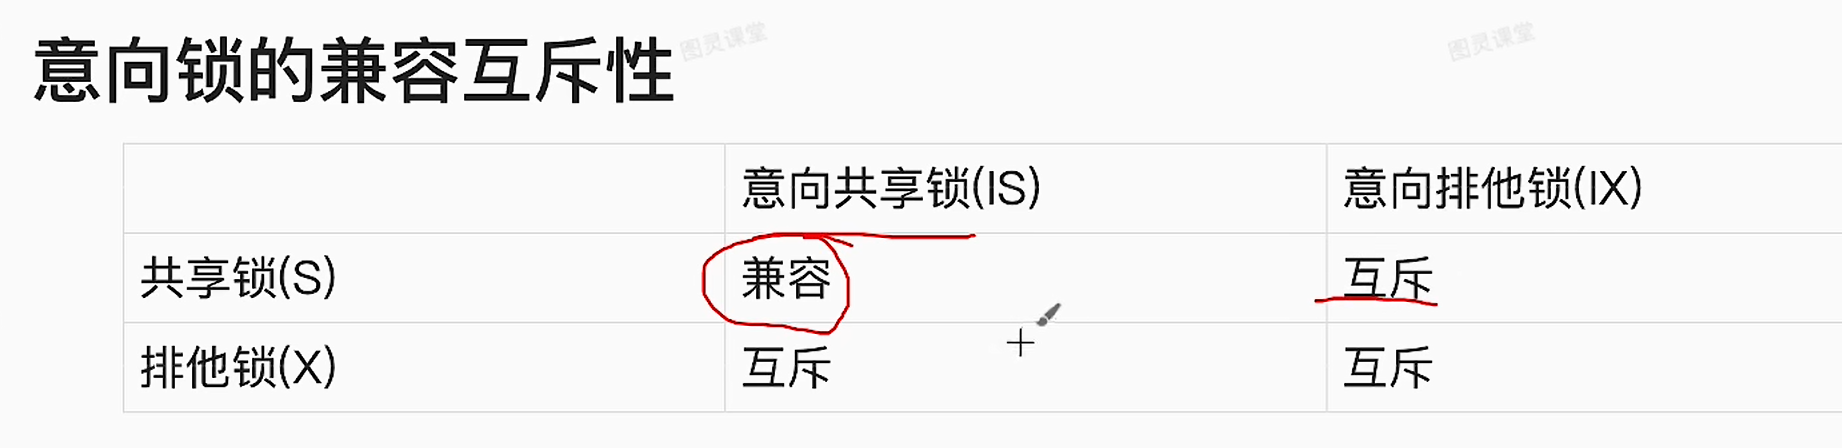 意向锁的兼容互斥性
图灵课堂
图灵课堂
意向共享锁(IS) 意向排他锁(IX)
共享锁(S) 兼容 互斥
排他锁(X) 互斥 互斥